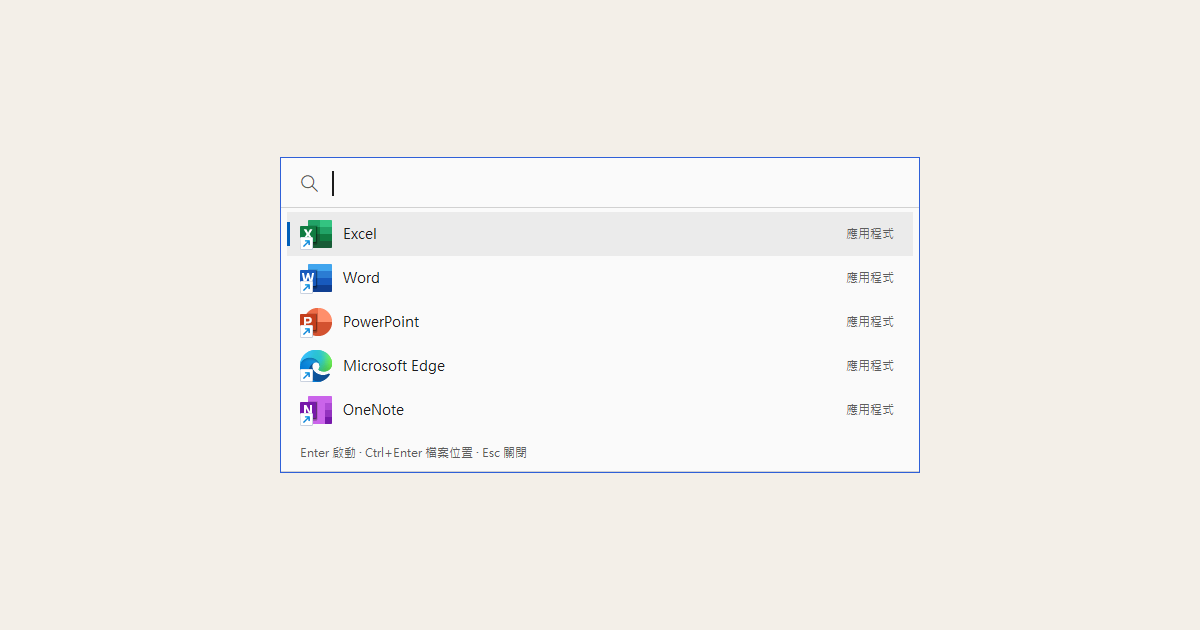 Excel 應用程式
Word 應用程式
PowerPoint 應用程式
Microsoft Edge 應用程式
OneNote 應用程式
Enter 啟動 · Ctrl+Enter 檔案位置 · Esc 關閉